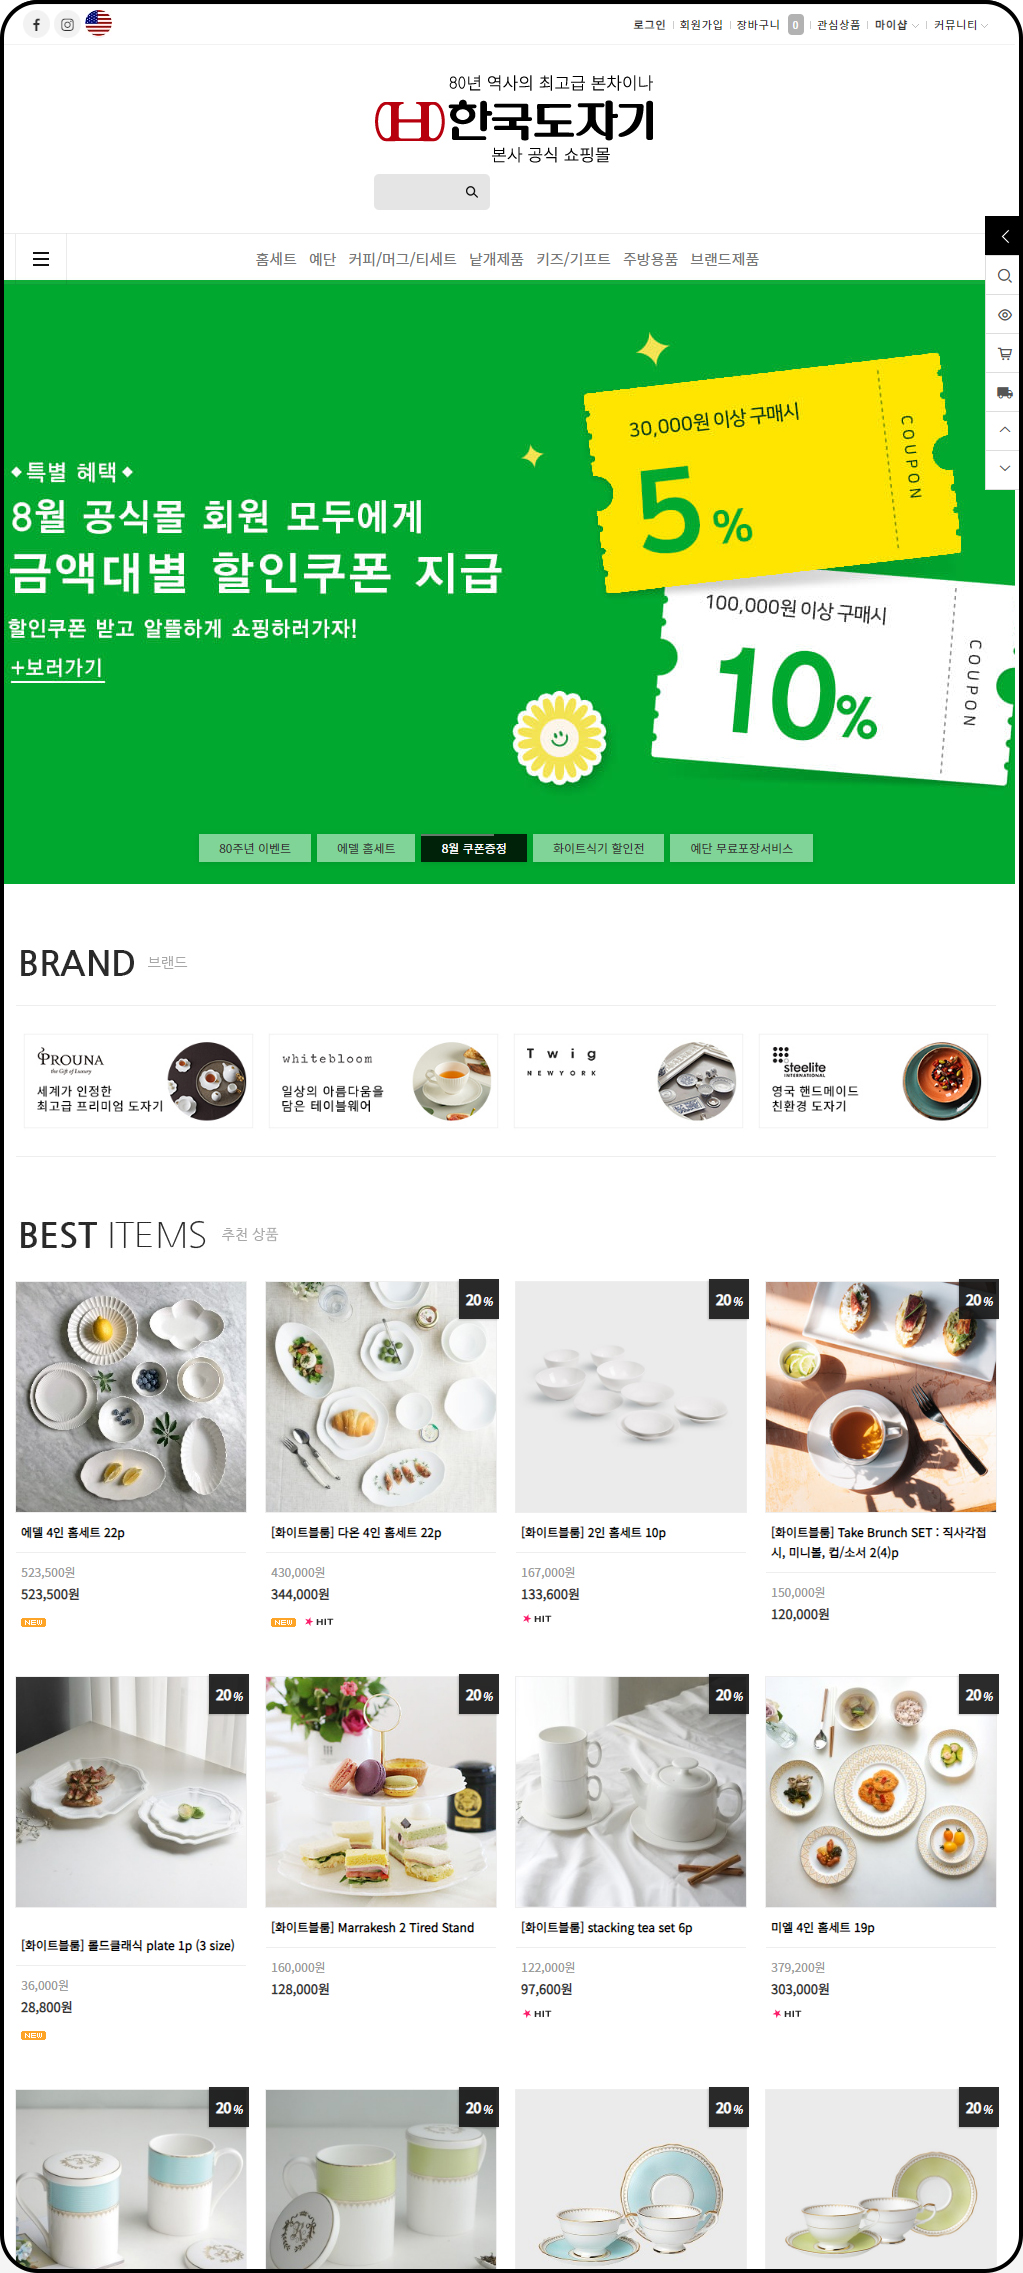 로그인 회원가입 장바구니 0 관심상품 마이샵 커뮤니티
80년 역사의 최고급 본차이나
한국도자기
본사 공식 쇼핑몰
홈세트 예단 커피/머그/티세트 낱개제품 키즈/기프트 주방용품 브랜드제품
30,000원 이상 구매시
5%
COUPON
특별 혜택
8월 공식몰 회원 모두에게
금액대별 할인쿠폰 지급
할인쿠폰 받고 알뜰하게 쇼핑하러가자!
+보러가기
100,000원 이상 구매시
10%
COUPON
80주년 이벤트 에델 홈세트 8월 쿠폰증정 화이트식기 할인전 예단 무료포장서비스
BRAND 브랜드
PROUNA
the Gift of Luxury
세계가 인정한
최고급 프리미엄 도자기
whitebloom
일상의 아름다움을
담은 테이블웨어
Twig
NEWYORK
steelite
INTERNATIONAL
영국 핸드메이드
친환경 도자기
BEST ITEMS 추천 상품
20% 20% 20%
에델 4인 홈세트 22p
523,500원
523,500원
NEW
[화이트블룸] 다온 4인 홈세트 22p
430,000원
344,000원
NEW HIT
[화이트블룸] 2인 홈세트 10p
167,000원
133,600원
HIT
[화이트블룸] Take Brunch SET : 직사각접
시, 미니볼, 컵/소서 2(4)p
150,000원
120,000원
20% 20% 20% 20%
[화이트블룸] 롤드클래식 plate 1p (3 size)
36,000원
28,800원
NEW
[화이트블룸] Marrakesh 2 Tired Stand
160,000원
128,000원
[화이트블룸] stacking tea set 6p
122,000원
97,600원
HIT
미엘 4인 홈세트 19p
379,200원
303,000원
HIT
20% 20% 20% 20%